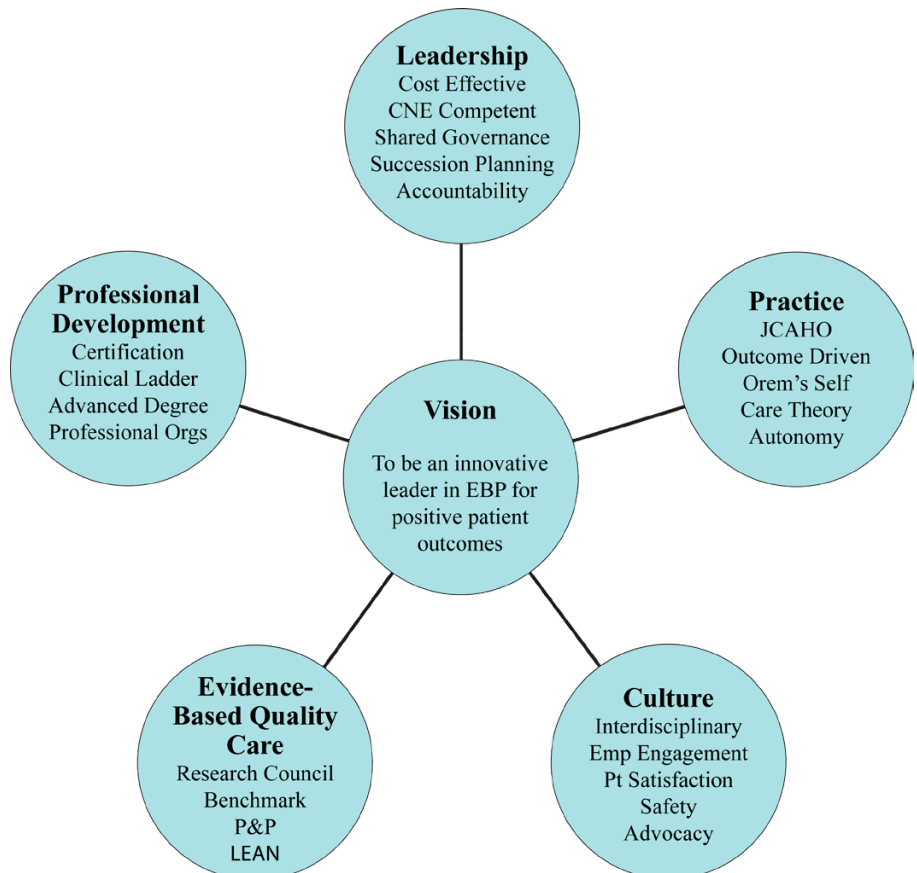 Leadership
Cost Effective
CNE Competent
Shared Governance
Succession Planning
Accountability
Professional
Development
Certification
Clinical Ladder
Advanced Degree
Professional Orgs
Practice
JCAHO
Outcome Driven
Orem's Self
Care Theory
Autonomy
Vision
To be an innovative
leader in EBP for
positive patient
outcomes
Evidence-
Based Quality
Care
Research Council
Benchmark
P&P
LEAN
Culture
Interdisciplinary
Emp Engagement
Pt Satisfaction
Safety
Advocacy